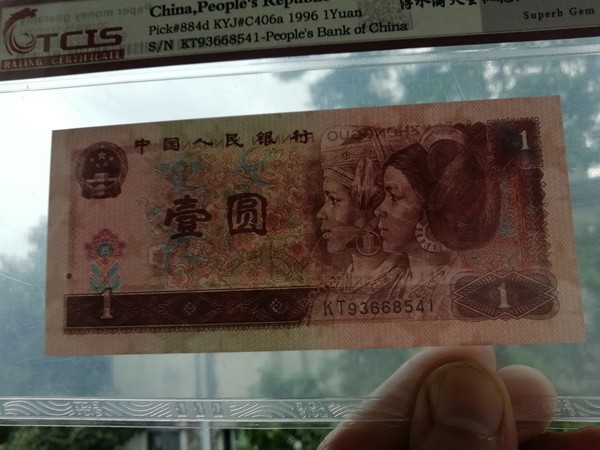 TCIS
RATING CERTIFICATE
China,People's Republic
Pick#884d KYJ#C406a 1996 1Yuan
S/N KT93668541-People's Bank of China
Superb Gem
中国人民银行
1
壹圆
1
KT93668541
1